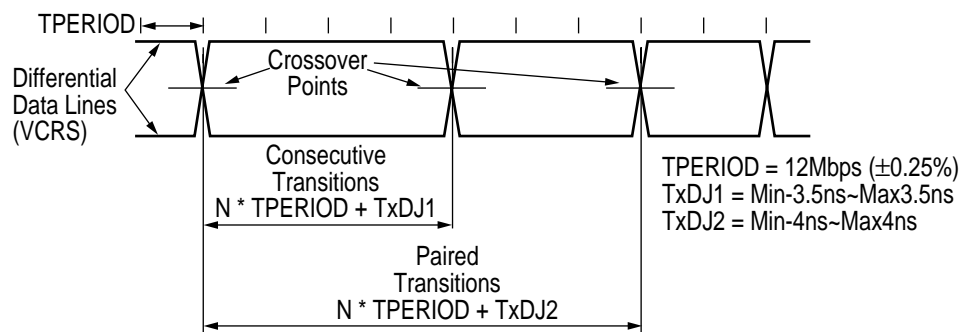 TPERIOD
Differential
Data Lines
(VCRS)
Crossover
Points
Consecutive
Transitions
N * TPERIOD + TxDJ1
Paired
Transitions
N * TPERIOD + TxDJ2
TPERIOD = 12Mbps (±0.25%)
TxDJ1 = Min-3.5ns~Max3.5ns
TxDJ2 = Min-4ns~Max4ns